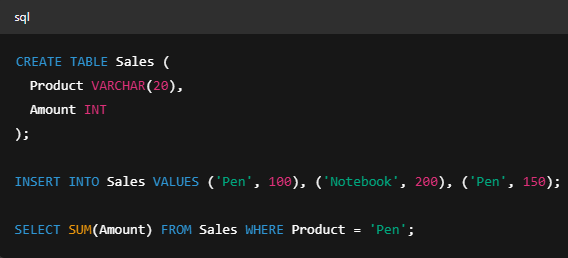 sql
CREATE TABLE Sales (
  Product VARCHAR(20),
  Amount INT
);
INSERT INTO Sales VALUES ('Pen', 100), ('Notebook', 200), ('Pen', 150);
SELECT SUM(Amount) FROM Sales WHERE Product = 'Pen';